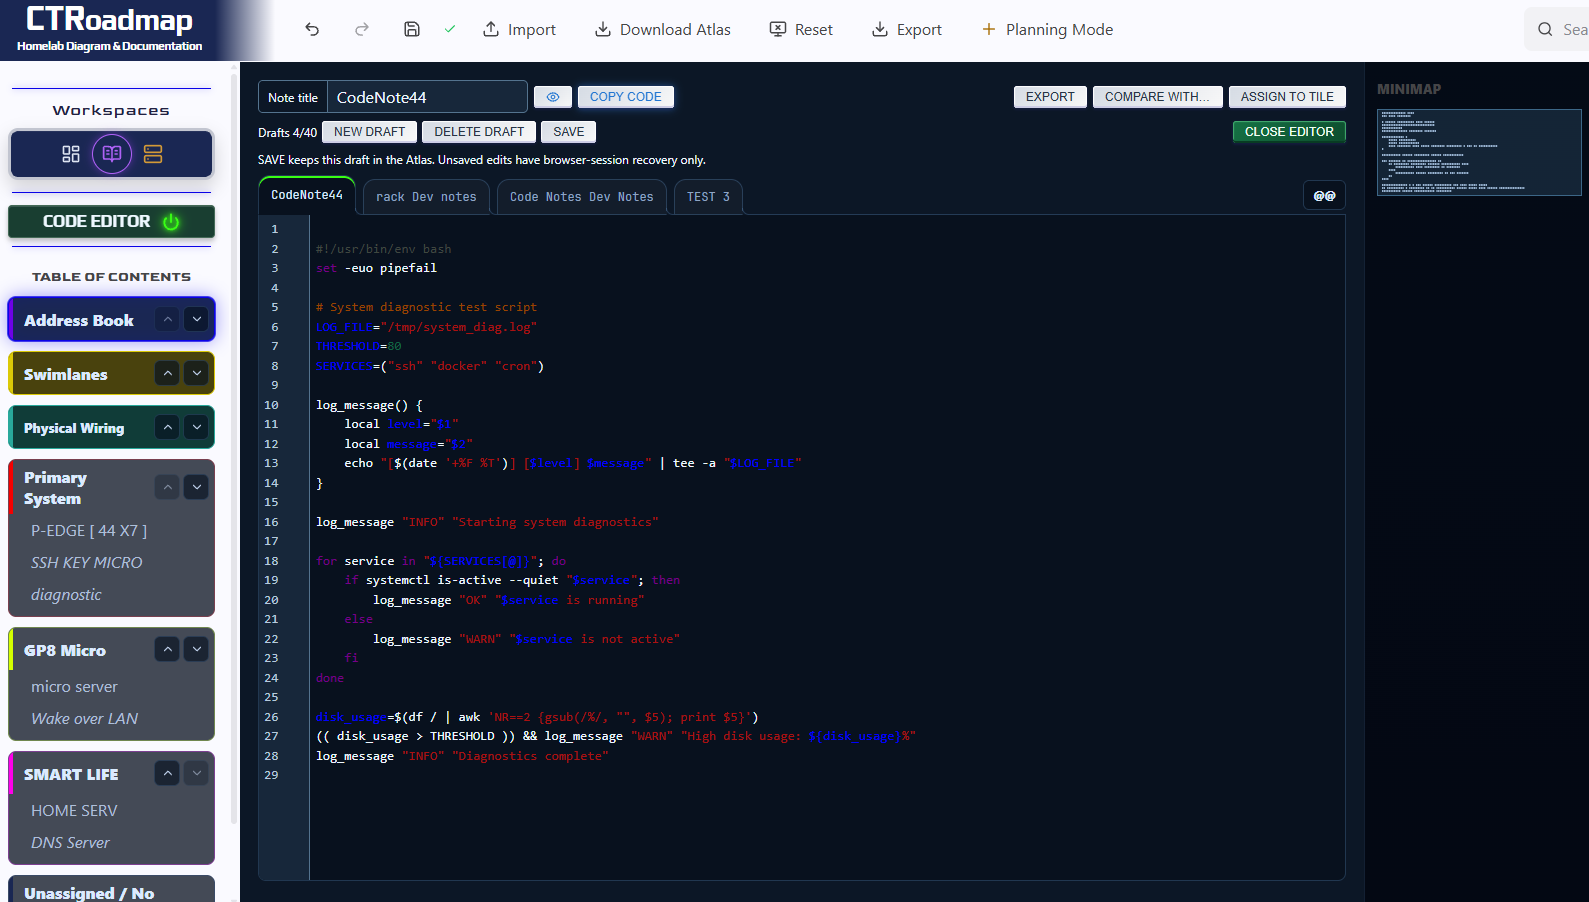 CTRoadmap
Homelab Diagram & Documentation
Import
Download Atlas
Reset
Export
Planning Mode
Sea
Workspaces
CODE EDITOR
TABLE OF CONTENTS
Address Book
Swimlanes
Physical Wiring
Primary
System
P-EDGE [ 44 X7 ]
SSH KEY MICRO
diagnostic
GP8 Micro
micro server
Wake over LAN
SMART LIFE
HOME SERV
DNS Server
Unassigned / No
Note title
CodeNote44
COPY CODE
EXPORT
COMPARE WITH...
ASSIGN TO TILE
Drafts 4/40
NEW DRAFT
DELETE DRAFT
SAVE
CLOSE EDITOR
SAVE keeps this draft in the Atlas. Unsaved edits have browser-session recovery only.
CodeNote44
rack Dev notes
Code Notes Dev Notes
TEST 3
@@
1
2 #!/usr/bin/env bash
3 set -euo pipefail
4
5 # System diagnostic test script
6 LOG_FILE="/tmp/system_diag.log"
7 THRESHOLD=80
8 SERVICES=("ssh" "docker" "cron")
9
10 log_message() {
11     local level="$1"
12     local message="$2"
13     echo "[$(date '+%F %T')] [$level] $message" | tee -a "$LOG_FILE"
14 }
15
16 log_message "INFO" "Starting system diagnostics"
17
18 for service in "${SERVICES[@]}"; do
19     if systemctl is-active --quiet "$service"; then
20         log_message "OK" "$service is running"
21     else
22         log_message "WARN" "$service is not active"
23     fi
24 done
25
26 disk_usage=$(df / | awk 'NR==2 {gsub(/%/, "", $5); print $5}')
27 (( disk_usage > THRESHOLD )) && log_message "WARN" "High disk usage: ${disk_usage}%"
28 log_message "INFO" "Diagnostics complete"
29
MINIMAP